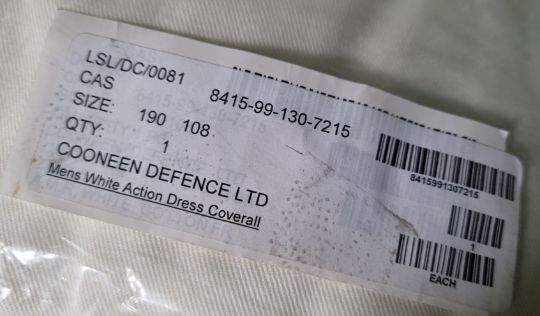 LSL/DC/0081
CAS 8415-99-130-7215
SIZE: 190 108
QTY: 1
COONEEN DEFENCE LTD
Mens White Action Dress Coverall
8415991307215
1
EACH